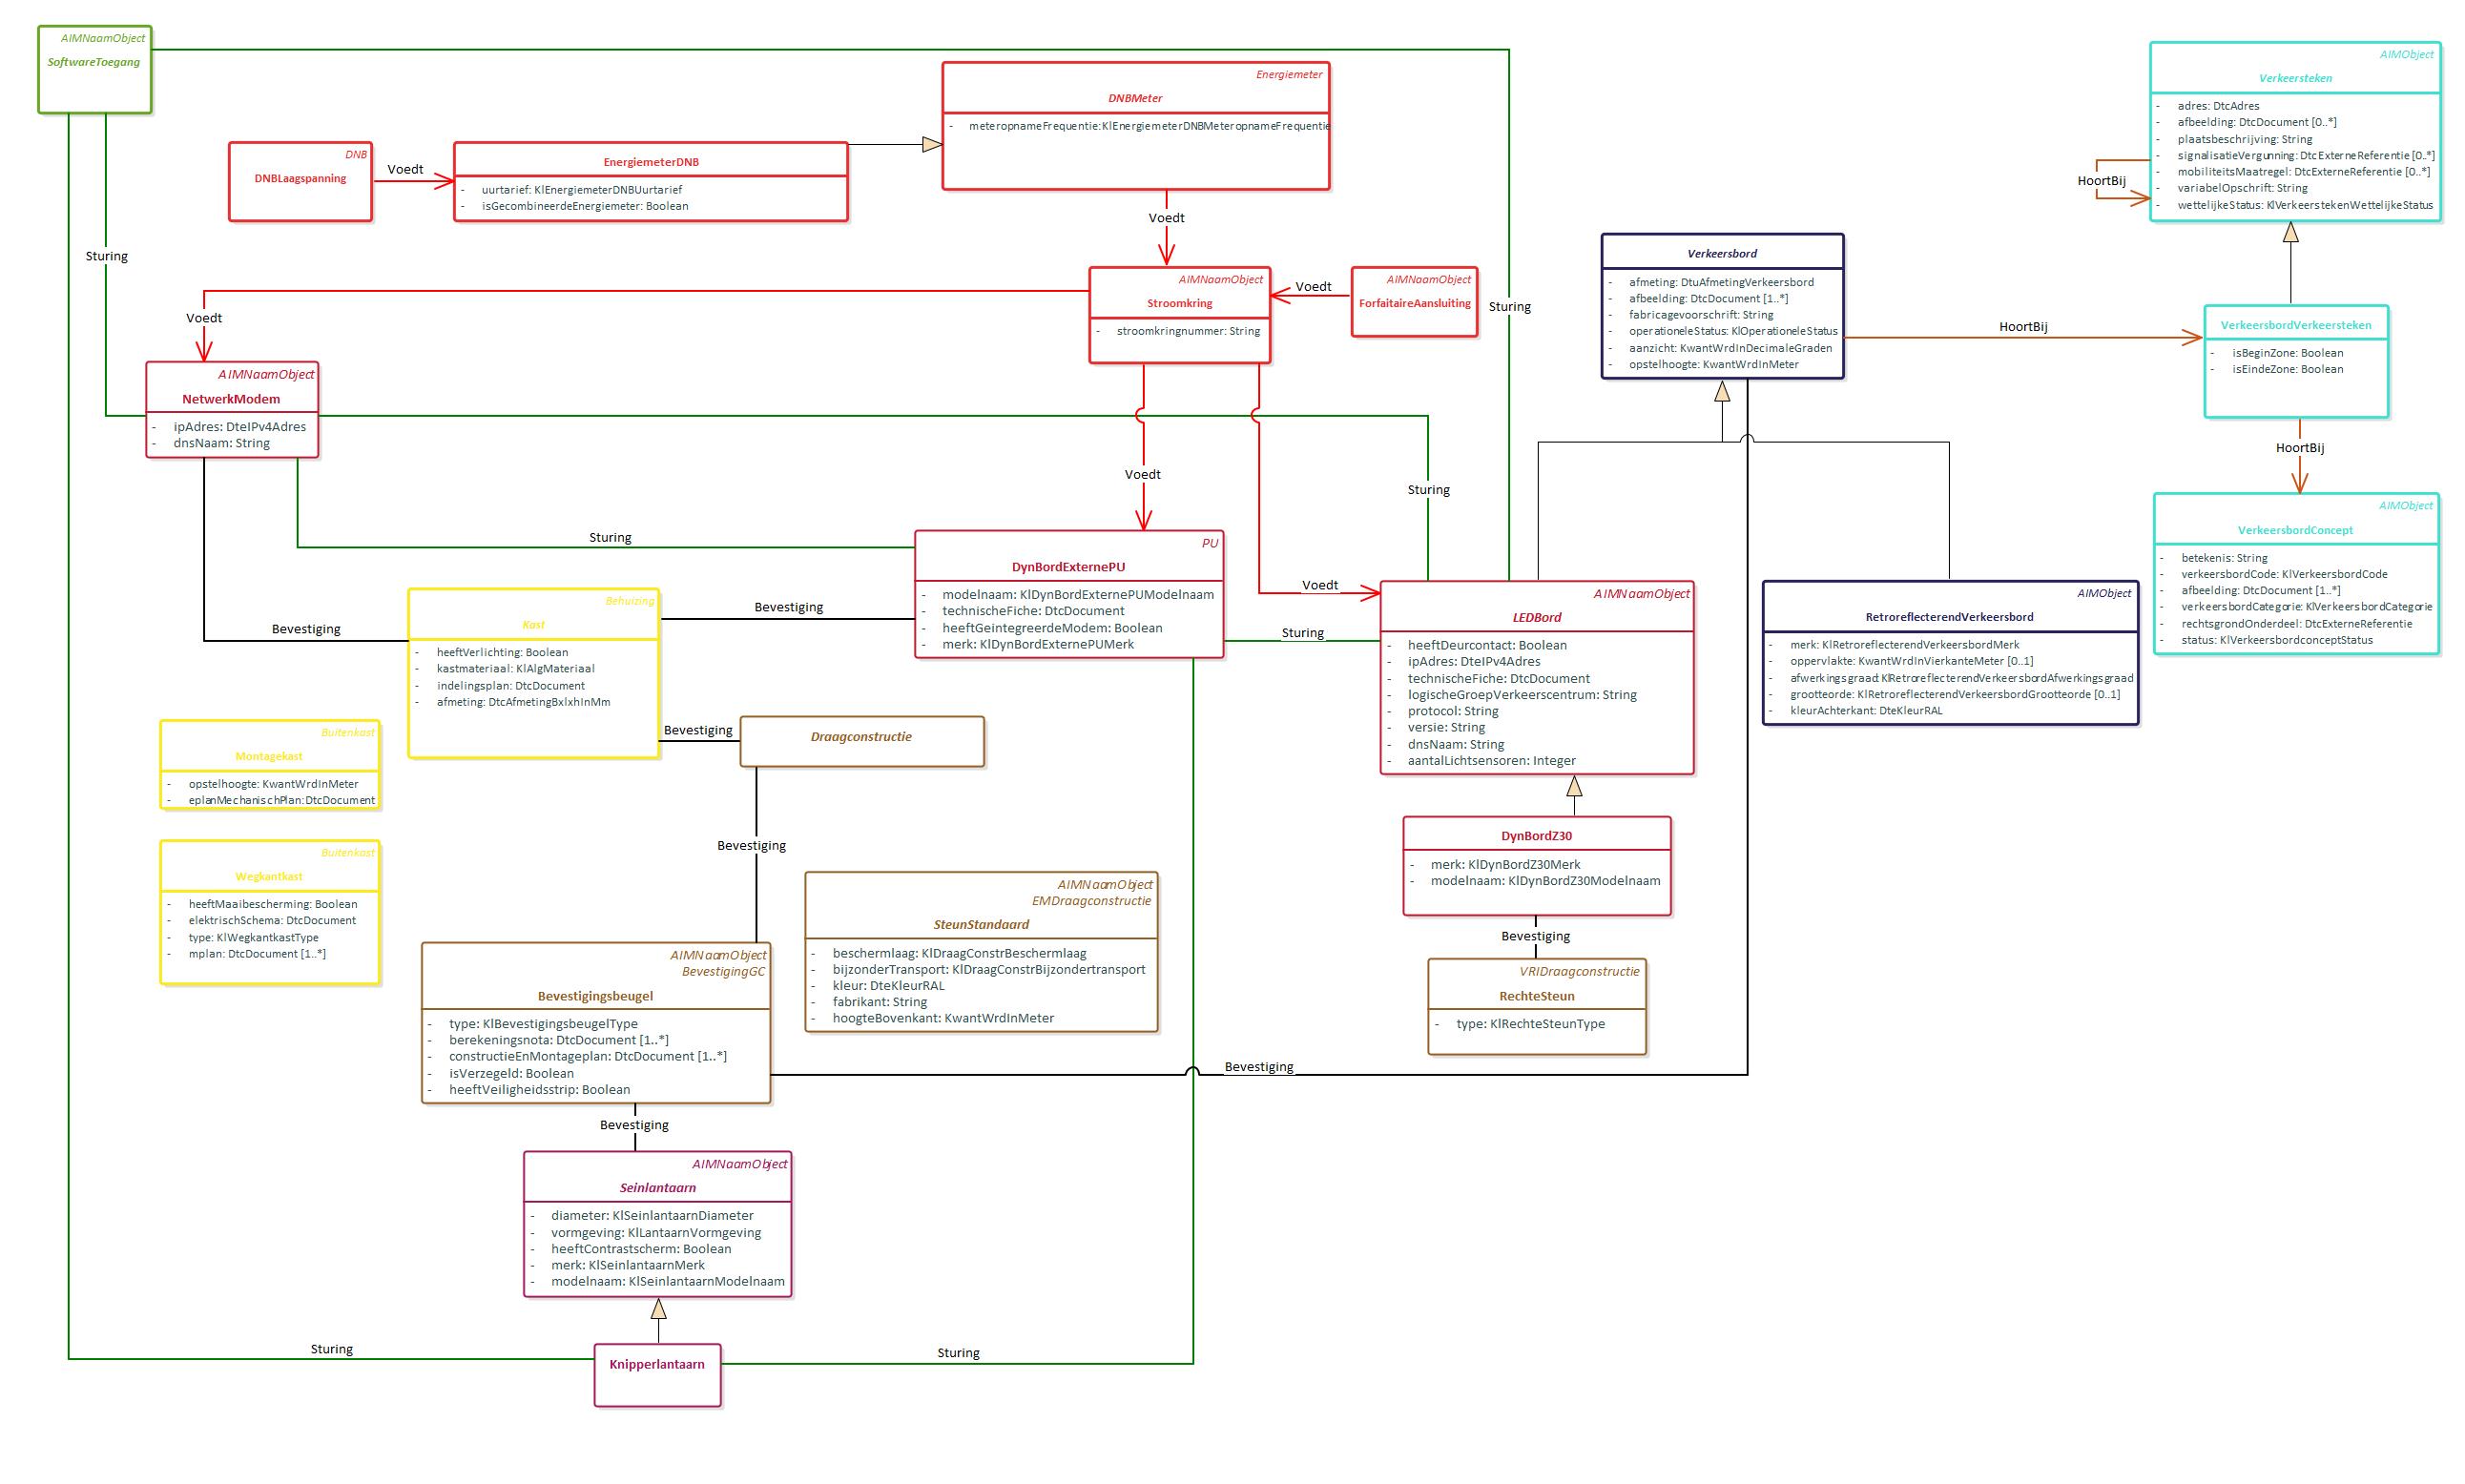 AIMNaamObject
SoftwareToegang
Energiemeter
DNBMeter
- meteropnameFrequentie:KlEnergiemeterDNBMeteropnameFrequentie
DNB
DNBLaagspanning
Voedt
EnergiemeterDNB
- uurtarief: KlEnergiemeterDNBUurtarief
- isGecombineerdeEnergiemeter: Boolean
Voedt
Sturing
AIMNaamObject
Stroomkring
- stroomkringnummer: String
Voedt
AIMNaamObject
ForfaitaireAansluiting
Sturing
Voedt
AIMNaamObject
NetwerkModem
- ipAdres: DteIPv4Adres
- dnsNaam: String
Verkeersbord
- afmeting: DtuAfmetingVerkeersbord
- afbeelding: DtcDocument [1..*]
- fabricagevoorschrift: String
- operationeleStatus: KlOperationeleStatus
- aanzicht: KwantWrdInDecimaleGraden
- opstelhoogte: KwantWrdInMeter
AIMObject
Verkeersteken
- adres: DtcAdres
- afbeelding: DtcDocument [0..*]
- plaatsbeschrijving: String
- signalisatieVergunning: DtcExterneReferentie [0..*]
- mobiliteitsMaatregel: DtcExterneReferentie [0..*]
- variabelOpschrift: String
- wettelijkeStatus: KlVerkeerstekenWettelijkeStatus
HoortBij
HoortBij
VerkeersbordVerkeersteken
- isBeginZone: Boolean
- isEindeZone: Boolean
HoortBij
AIMObject
VerkeersbordConcept
- betekenis: String
- verkeersbordCode: KlVerkeersbordCode
- afbeelding: DtcDocument [1..*]
- verkeersbordCategorie: KlVerkeersbordCategorie
- rechtsgrondOnderdeel: DtcExterneReferentie
- status: KlVerkeersbordconceptStatus
Voedt
Sturing
Sturing
PU
DynBordExternePU
- modelnaam: KlDynBordExternePUModelnaam
- technischeFiche: DtcDocument
- heeftGeintegreerdeModem: Boolean
- merk: KlDynBordExternePUMerk
Voedt
Sturing
AIMNaamObject
LEDBord
- heeftDeurcontact: Boolean
- ipAdres: DteIPv4Adres
- technischeFiche: DtcDocument
- logischeGroepVerkeerscentrum: String
- protocol: String
- versie: String
- dnsNaam: String
- aantalLichtsensoren: Integer
AIMObject
RetroreflecterendVerkeersbord
- merk: KlRetroreflecterendVerkeersbordMerk
- oppervlakte: KwantWrdInVierkanteMeter [0..1]
- afwerkingsgraad:KlRetroreflecterendVerkeersbordAfwerkingsgraad
- grootteorde: KlRetroreflecterendVerkeersbordGrootteorde [0..1]
- kleurAchterkant: DteKleurRAL
Bevestiging
Behuizing
Kast
- heeftVerlichting: Boolean
- kastmateriaal: KlAlgMateriaal
- indelingsplan: DtcDocument
- afmeting: DtcAfmetingBxlxhInMm
Bevestiging
Bevestiging
Draagconstructie
Buitenkast
Montagekast
- opstelhoogte: KwantWrdInMeter
- eplanMechanischPlan:DtcDocument
Buitenkast
Wegkantkast
- heeftMaaibescherming: Boolean
- elektrischSchema: DtcDocument
- type: KlWegkantkastType
- mplan: DtcDocument [1..*]
Bevestiging
AIMNaamObject
EMDraagconstructie
SteunStandaard
- beschermlaag: KlDraagConstrBeschermlaag
- bijzonderTransport: KlDraagConstrBijzondertransport
- kleur: DteKleurRAL
- fabrikant: String
- hoogteBovenkant: KwantWrdInMeter
DynBordZ30
- merk: KlDynBordZ30Merk
- modelnaam: KlDynBordZ30Modelnaam
Bevestiging
VRIDraagconstructie
RechteSteun
- type: KlRechteSteunType
AIMNaamObject
BevestigingGC
Bevestigingsbeugel
- type: KlBevestigingsbeugelType
- berekeningsnota: DtcDocument [1..*]
- constructieEnMontageplan: DtcDocument [1..*]
- isVerzegeld: Boolean
- heeftVeiligheidsstrip: Boolean
Bevestiging
Bevestiging
AIMNaamObject
Seinlantaarn
- diameter: KlSeinlantaarnDiameter
- vormgeving: KlLantaarnVormgeving
- heeftContrastscherm: Boolean
- merk: KlSeinlantaarnMerk
- modelnaam: KlSeinlantaarnModelnaam
Sturing
Knipperlantaarn
Sturing